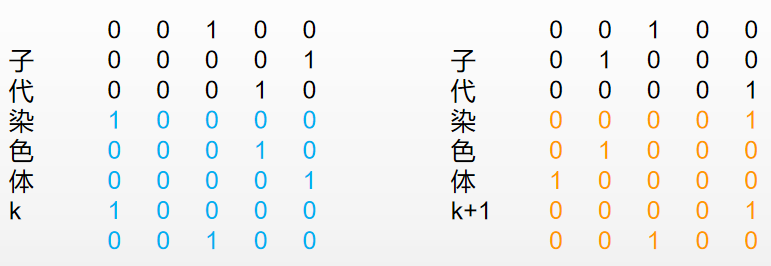 0 0 1 0 0
子 0 0 0 0 1
代 0 0 0 1 0
染 1 0 0 0 0
色 0 0 0 1 0
体 0 0 0 0 1
k 1 0 0 0 0
0 0 1 0 0
0 0 1 0 0
子 0 1 0 0 0
代 0 0 0 0 1
染 0 0 0 0 1
色 0 1 0 0 0
体 1 0 0 0 0
k+1 0 0 0 0 1
0 0 1 0 0